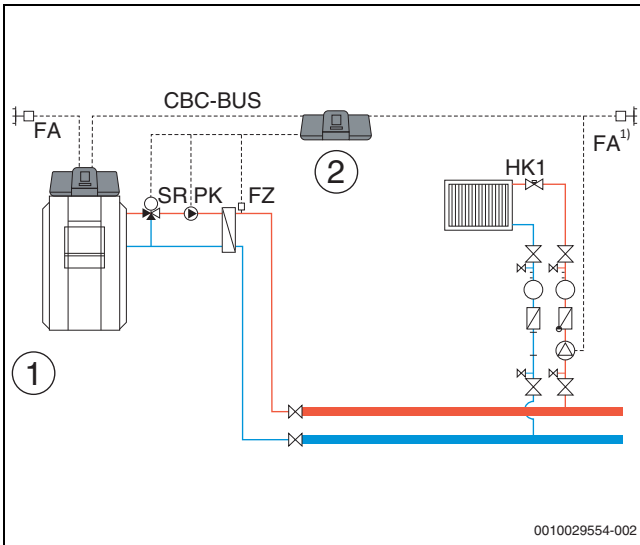 CBC-BUS
FA
FA1)
2
SR PK FZ
HK1
1
0010029554-002